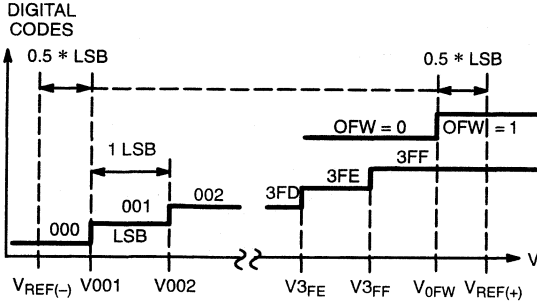 DIGITAL
CODES
0.5 * LSB
0.5 * LSB
OFW = 0
OFW = 1
1 LSB
3FF
3FE
3FD
002
001
000
LSB
V
VREF(–)
V001
V002
V3FE
V3FF
V0FW
VREF(+)